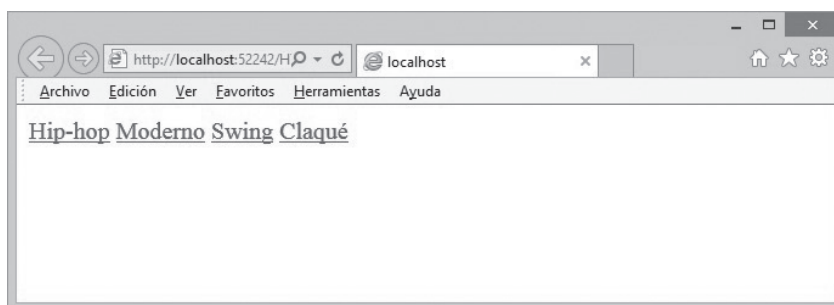 http://localhost:52242/H
localhost
Archivo Edición Ver Favoritos Herramientas Ayuda
Hip-hop Moderno Swing Claqué